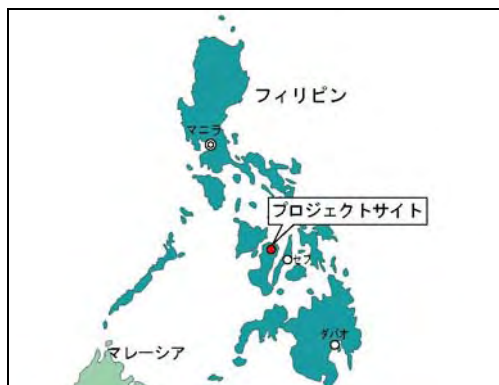 フィリピン
マニラ
プロジェクトサイト
セブ
ダバオ
マレーシア